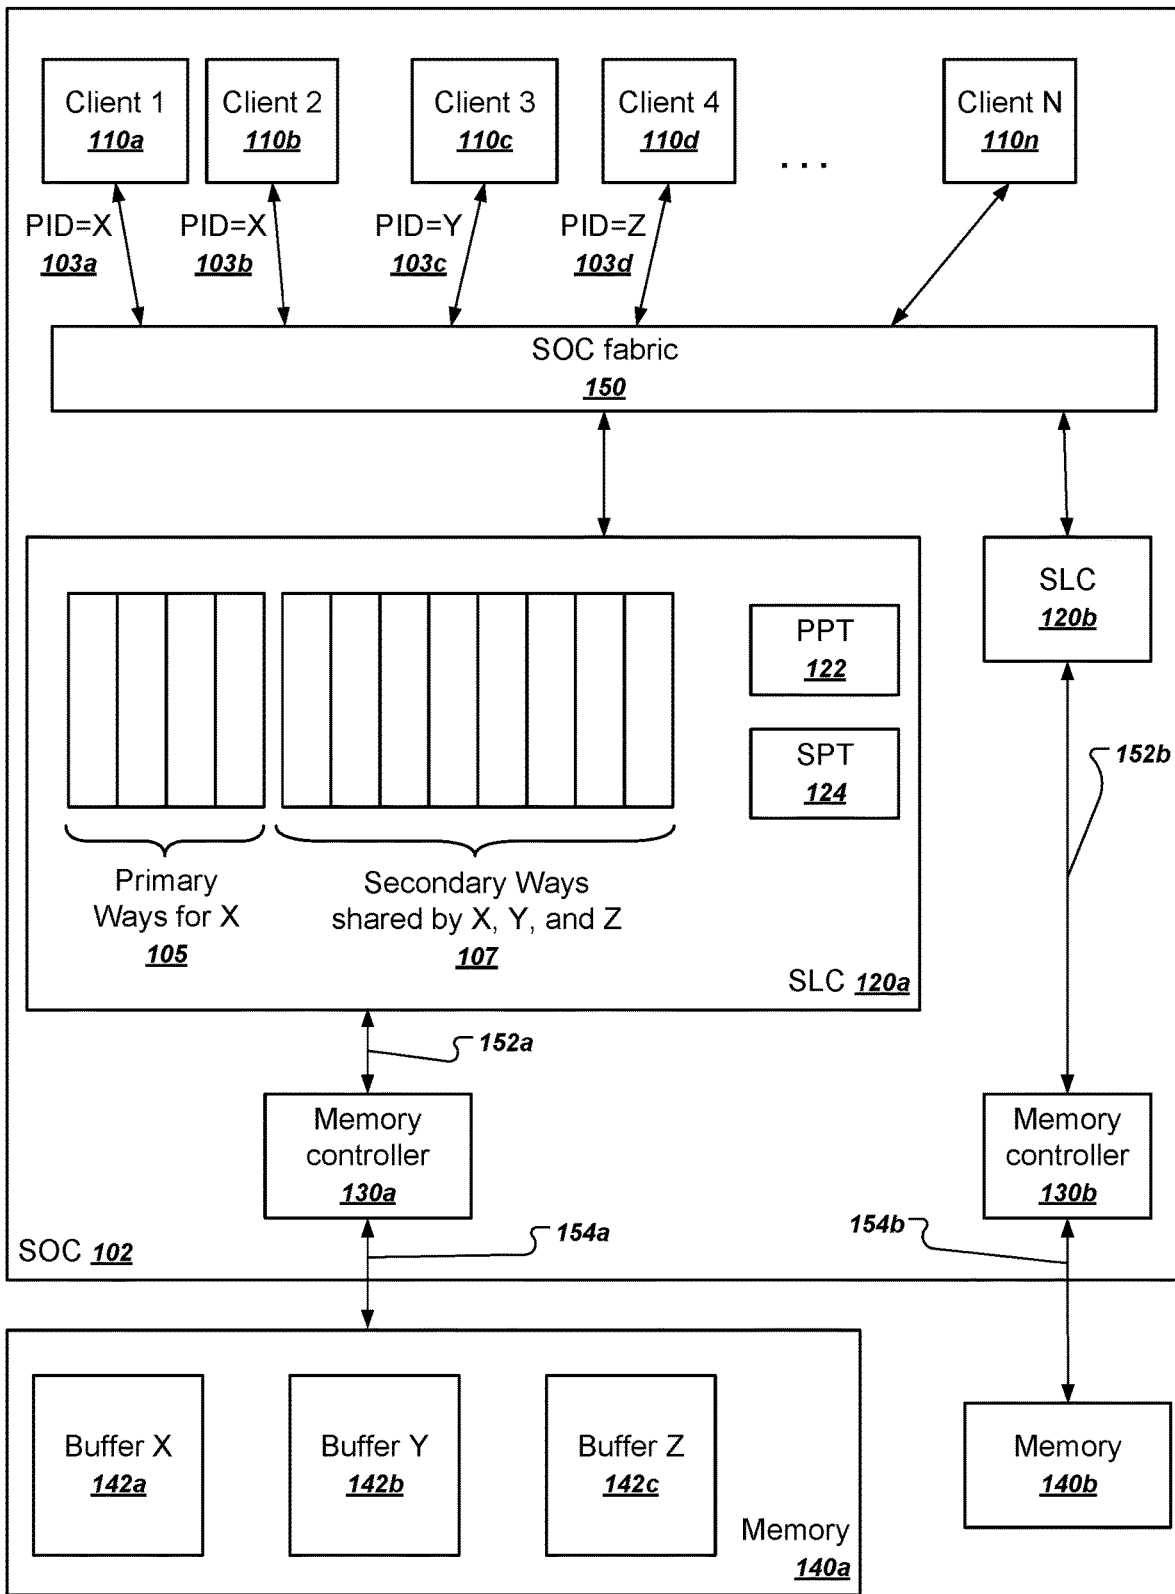 Client 1
110a
Client 2
110b
Client 3
110c
Client 4
110d
. . .
Client N
110n
PID=X
103a
PID=X
103b
PID=Y
103c
PID=Z
103d
SOC fabric
150
PPT
122
SPT
124
Primary
Ways for X
105
Secondary Ways
shared by X, Y, and Z
107
SLC 120a
SLC
120b
152b
152a
Memory
controller
130a
Memory
controller
130b
154a
154b
SOC 102
Buffer X
142a
Buffer Y
142b
Buffer Z
142c
Memory
140a
Memory
140b